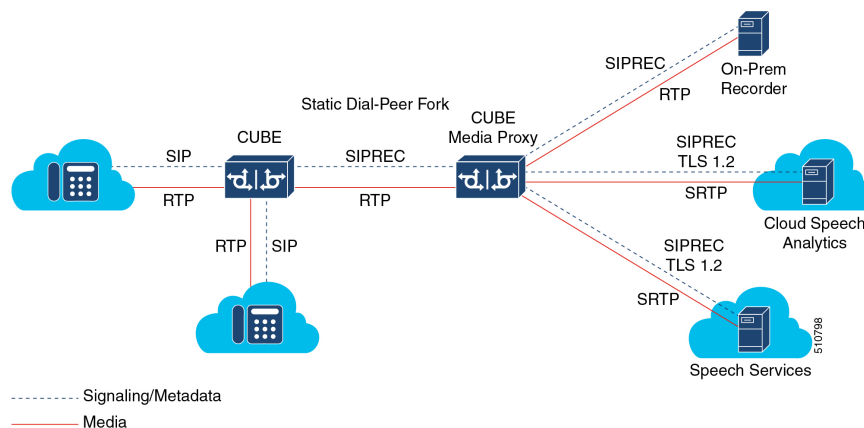 SIPREC
RTP
On-Prem
Recorder
Static Dial-Peer Fork
CUBE
CUBE
Media Proxy
SIP
RTP
SIPREC
RTP
SIPREC
TLS 1.2
SRTP
Cloud Speech
Analytics
RTP
SIP
SIPREC
TLS 1.2
SRTP
Speech Services
510798
Signaling/Metadata
Media